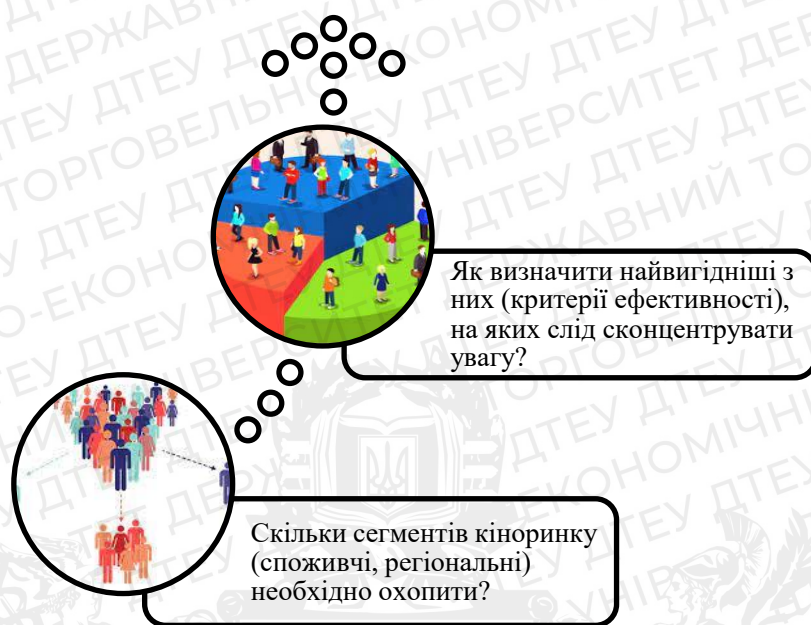 Як визначити найвигідніші з
них (критерії ефективності),
на яких слід сконцентрувати
увагу?
Скільки сегментів кіноринку
(споживчі, регіональні)
необхідно охопити?